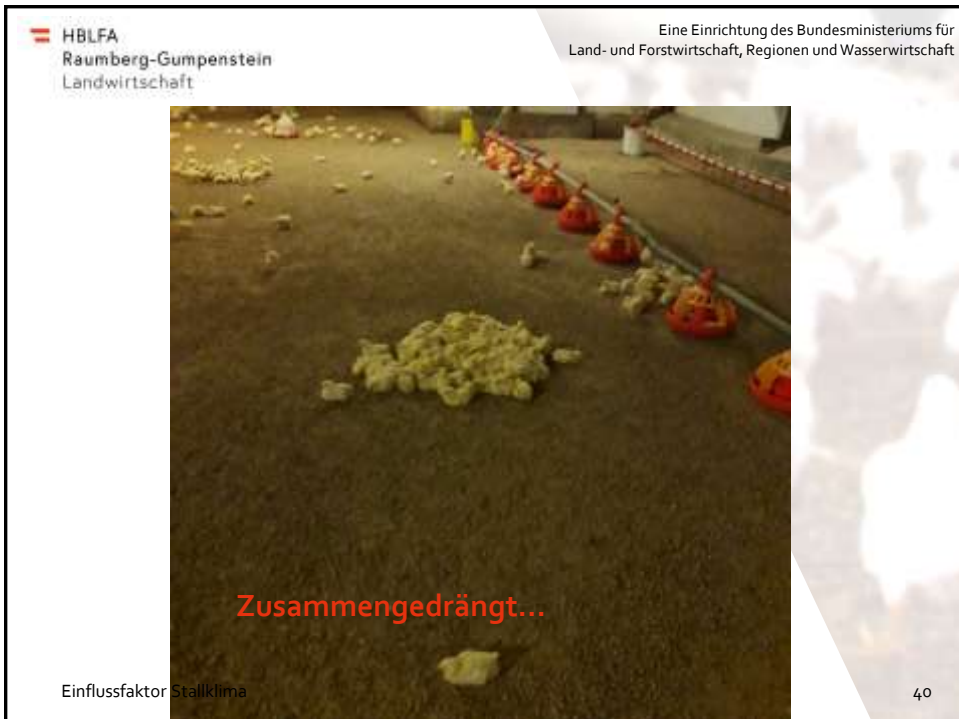 HBLFA
Raumberg-Gumpenstein
Landwirtschaft
Eine Einrichtung des Bundesministeriums für
Land- und Forstwirtschaft, Regionen und Wasserwirtschaft
Zusammengedrängt...
Einflussfaktor Stallklima
40